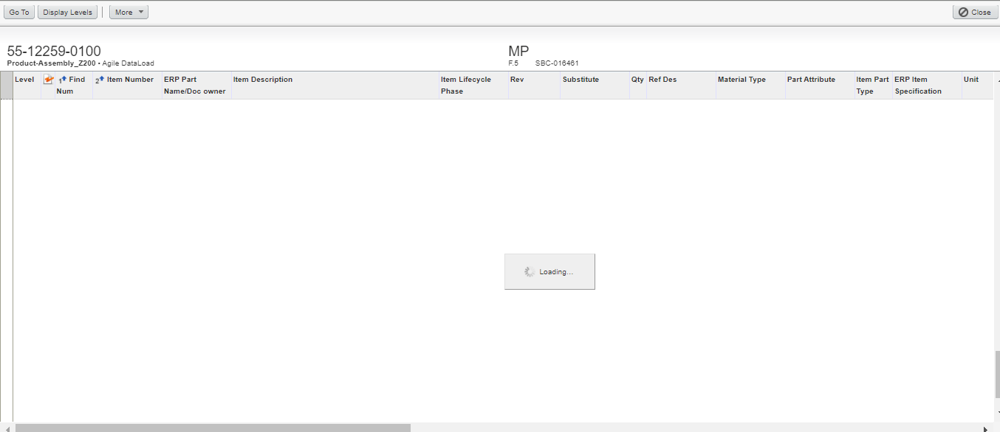 Go To Display Levels More Close
55-12259-0100 MP
Product-Assembly_Z200 • Agile DataLoad F.5 SBC-016461
Level 1 Find 2 Item Number ERP Part Item Description Item Lifecycle Rev Substitute Qty Ref Des Material Type Part Attribute Item Part ERP Item Unit
Num Name/Doc owner Phase Type Specification
Loading...